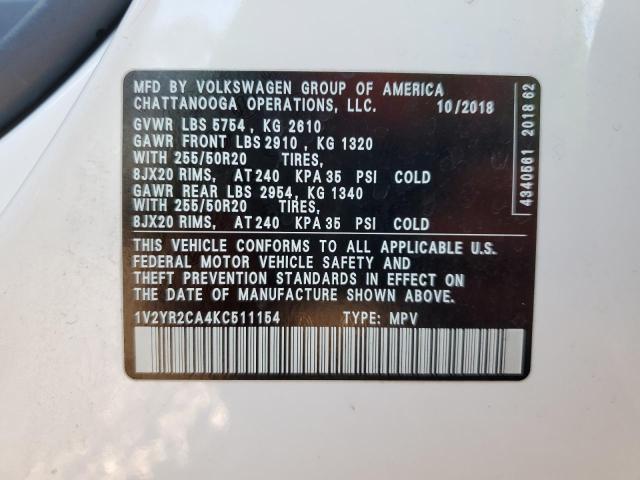 MFD BY VOLKSWAGEN GROUP OF AMERICA
CHATTANOOGA OPERATIONS, LLC. 10/2018
GVWR LBS 5754 , KG 2610
GAWR FRONT LBS 2910 , KG 1320
WITH 255/50R20 TIRES,
8JX20 RIMS, AT 240 KPA 35 PSI COLD
GAWR REAR LBS 2954, KG 1340
WITH 255/50R20 TIRES,
8JX20 RIMS, AT 240 KPA 35 PSI COLD
THIS VEHICLE CONFORMS TO ALL APPLICABLE U.S.
FEDERAL MOTOR VEHICLE SAFETY AND
THEFT PREVENTION STANDARDS IN EFFECT ON
THE DATE OF MANUFACTURE SHOWN ABOVE.
1V2YR2CA4KC511154 TYPE: MPV
4340561 2018 62